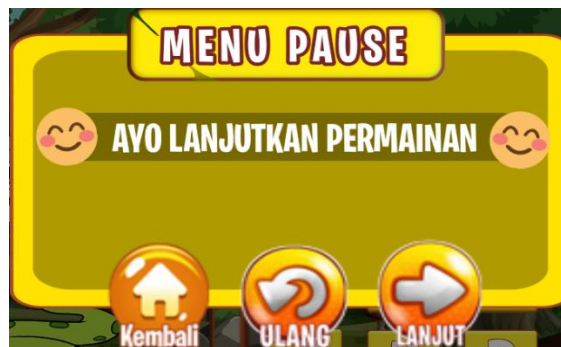 MENU PAUSE
AYO LANJUTKAN PERMAINAN
Kembali
ULANG
LANJUT